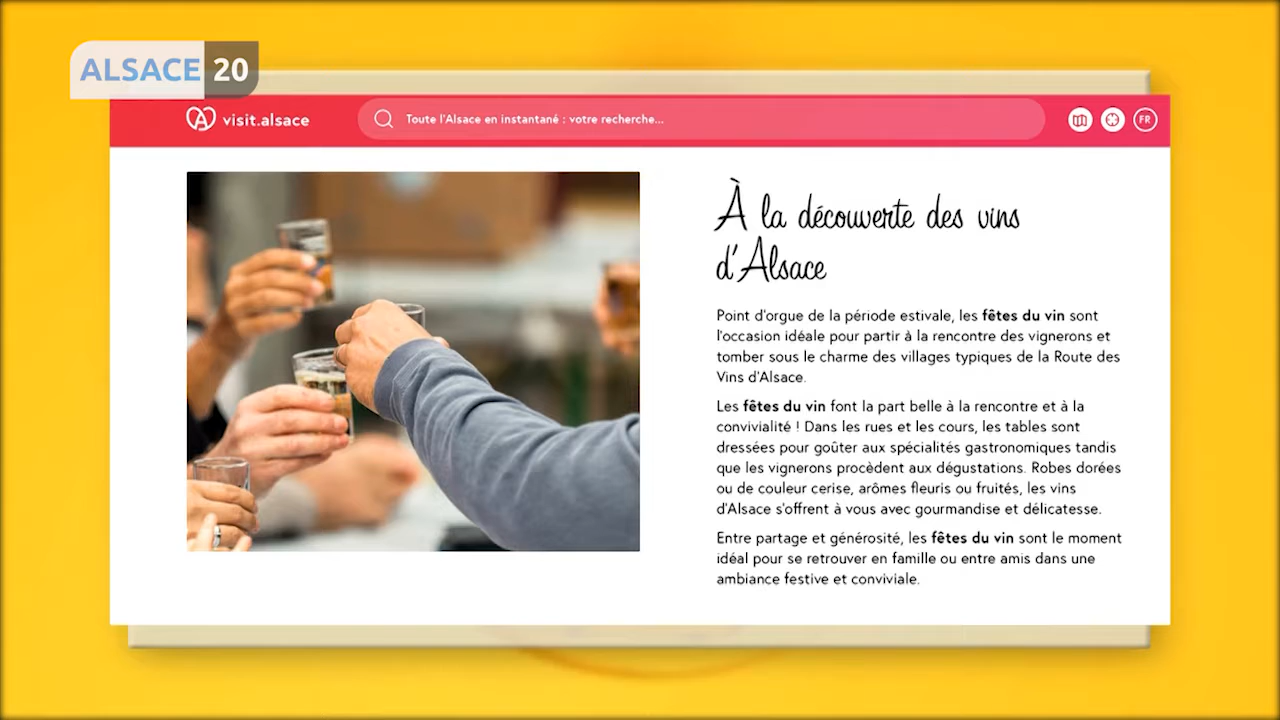 ALSACE 20
visit.alsace
Toute l'Alsace en instantané : votre recherche...
FR
À la découverte des vins
d'Alsace
Point d'orgue de la période estivale, les fêtes du vin sont
l'occasion idéale pour partir à la rencontre des vignerons et
tomber sous le charme des villages typiques de la Route des
Vins d'Alsace.
Les fêtes du vin font la part belle à la rencontre et à la
convivialité ! Dans les rues et les cours, les tables sont
dressées pour goûter aux spécialités gastronomiques tandis
que les vignerons procèdent aux dégustations. Robes dorées
ou de couleur cerise, arômes fleuris ou fruités, les vins
d'Alsace s'offrent à vous avec gourmandise et délicatesse.
Entre partage et générosité, les fêtes du vin sont le moment
idéal pour se retrouver en famille ou entre amis dans une
ambiance festive et conviviale.